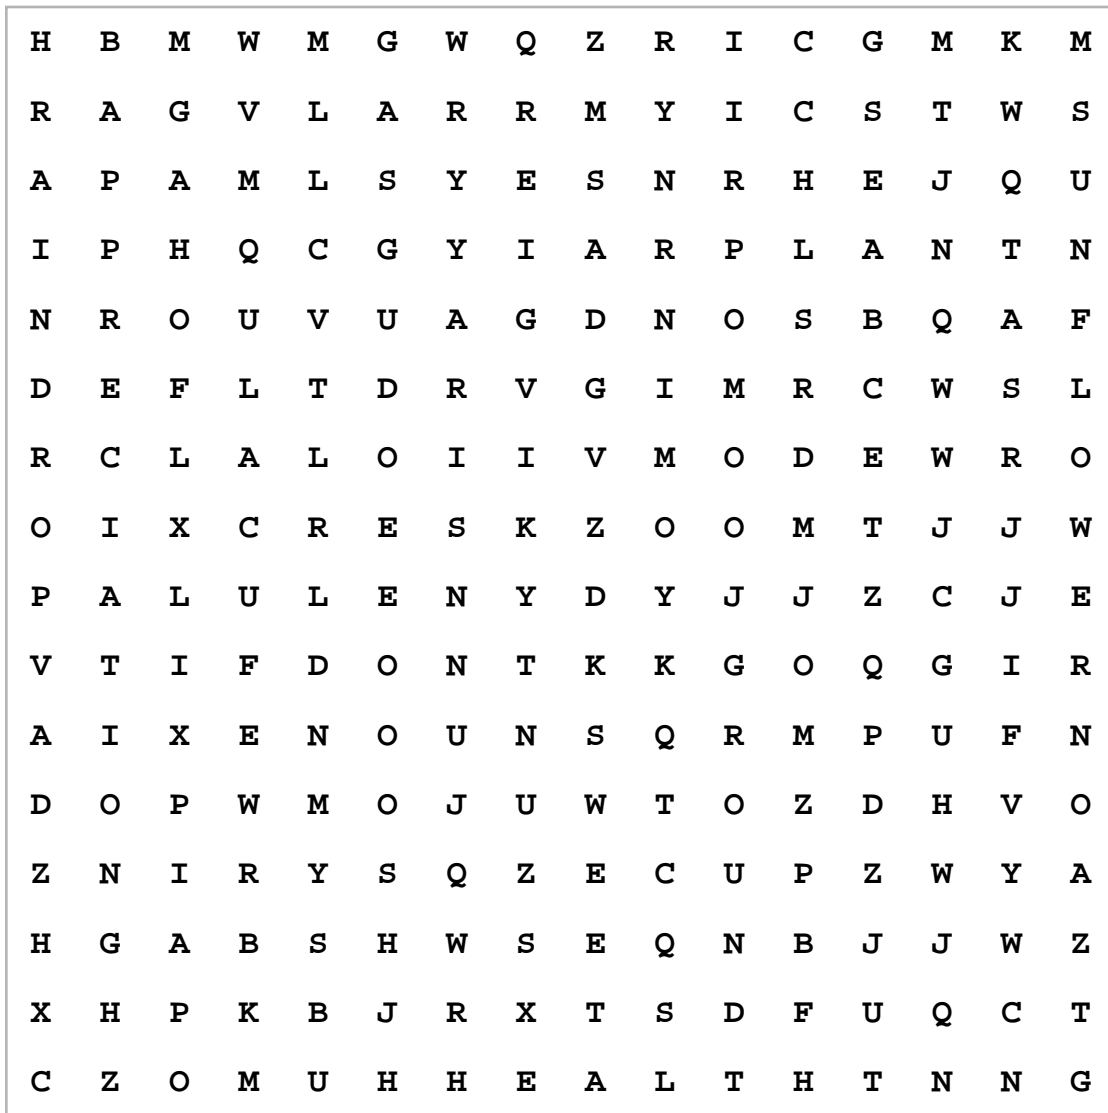 H B M W M G W Q Z R I C G M K M
R A G V L A R R M Y I C S T W S
A P A M L S Y E S N R H E J Q U
I P H Q C G Y I A R P L A N T N
N R O U V U A G D N O S B Q A F
D E F L T D R V G I M R C W S L
R C L A L O I I V M O D E W R O
O I X C R E S K Z O O M T J J W
P A L U L E N Y D Y J J Z C J E
V T I F D O N T K K G O Q G I R
A I X E N O U N S Q R M P U F N
D O P W M O J U W T O Z D H V O
Z N I R Y S Q Z E C U P Z W Y A
H G A B S H W S E Q N B J J W Z
X H P K B J R X T S D F U Q C T
C Z O M U H H E A L T H T N N G